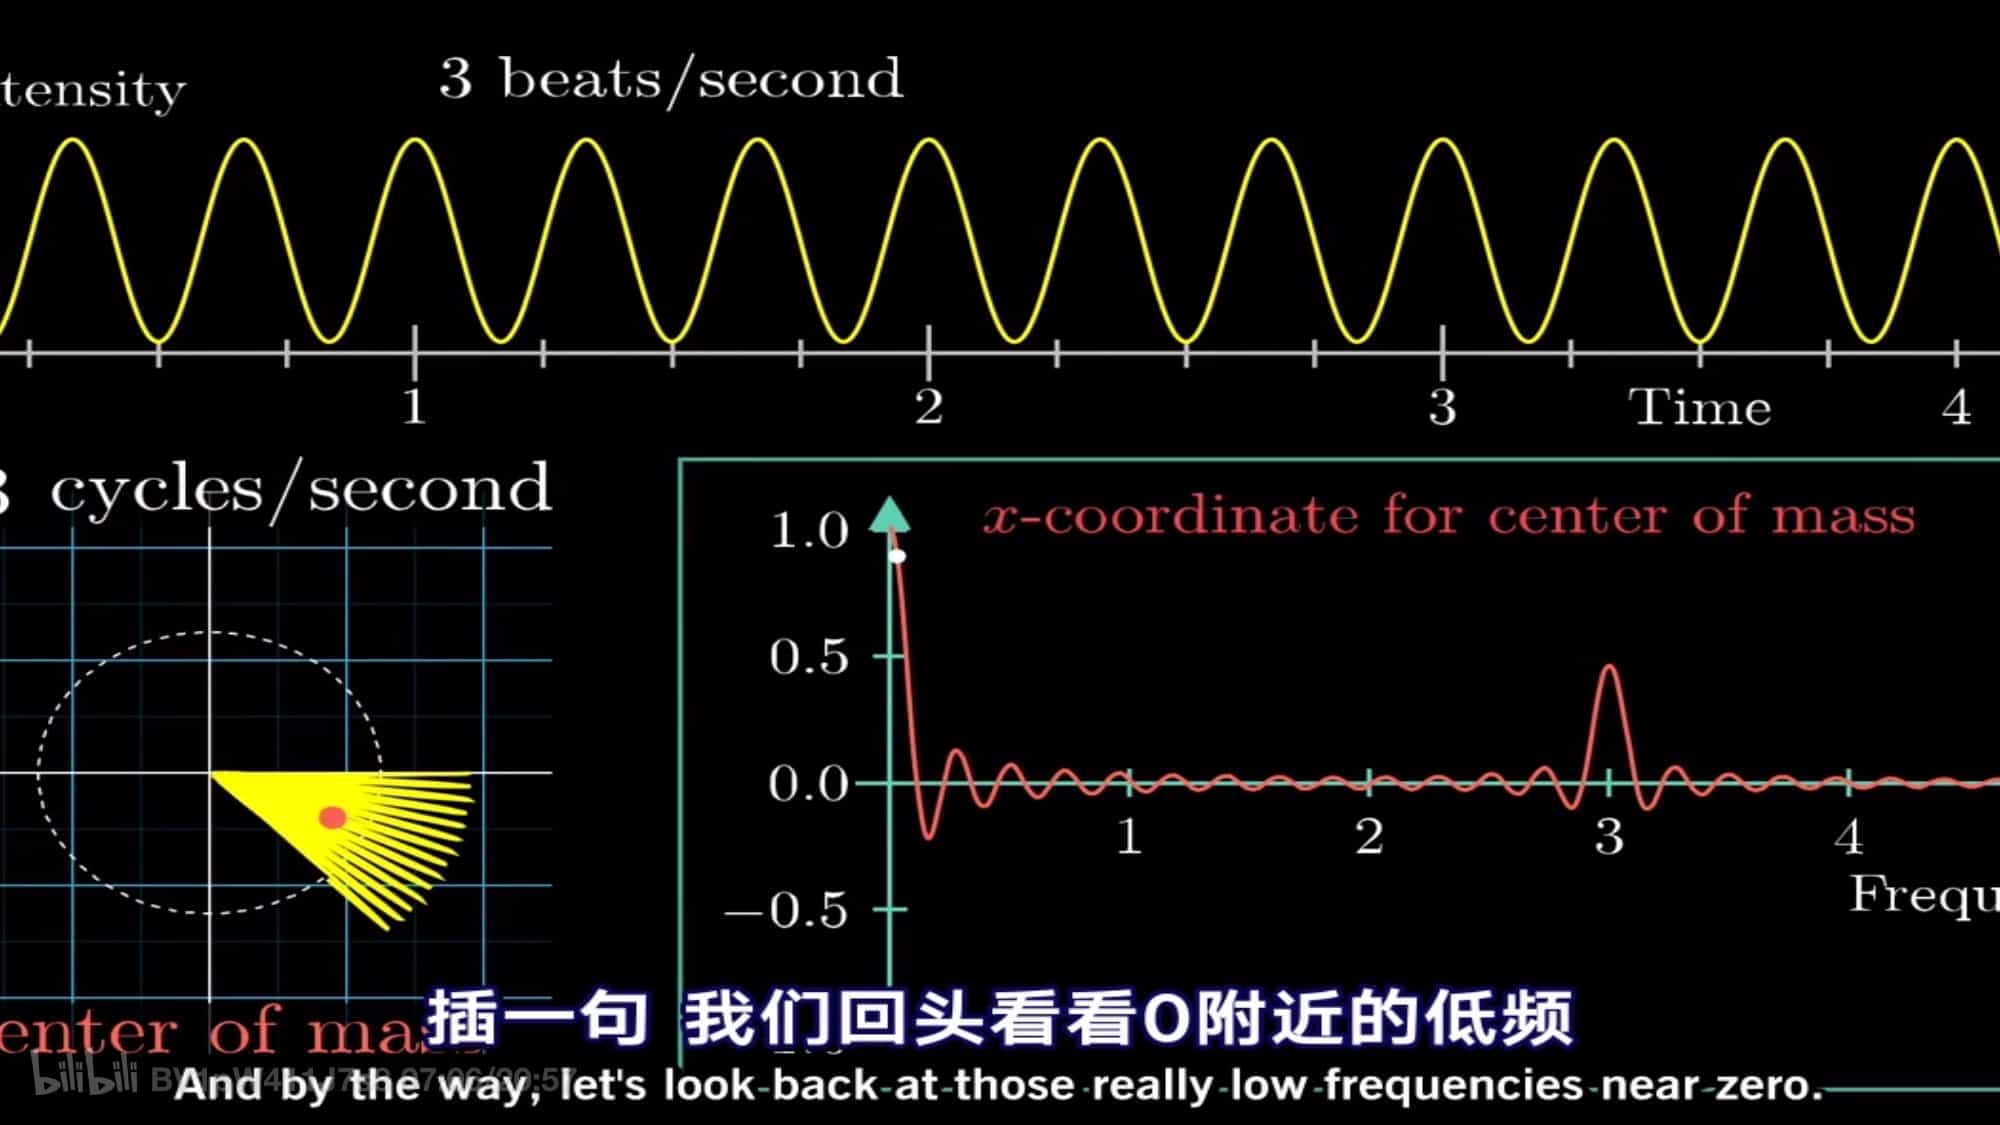 tensity
3 beats/second
1 2 3 Time 4
cycles/second
x-coordinate for center of mass
1.0
0.5
0.0
1 2 3 4
Frequ
−0.5
enter of mass
插一句 我们回头看看0附近的低频
bilibili
And by the way, let's look back at those really low frequencies near zero.